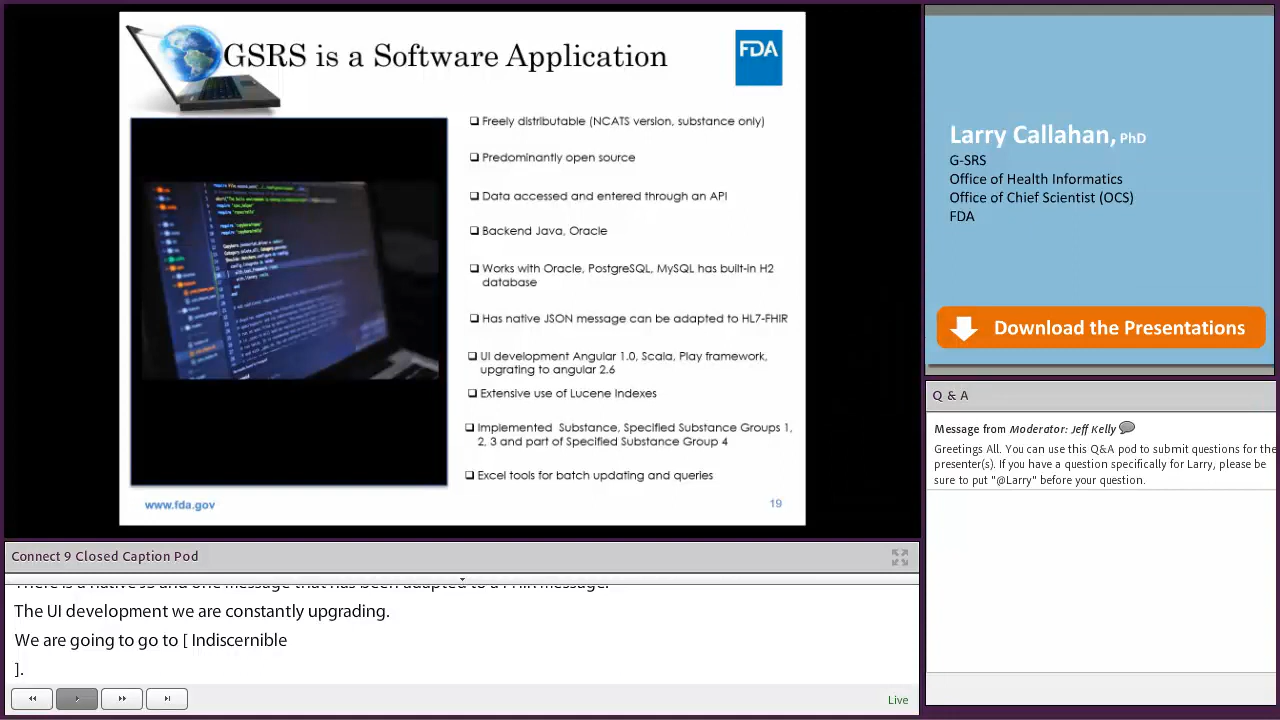 GSRS is a Software Application
FDA
Freely distributable (NCATS version, substance only)
Predominantly open source
Data accessed and entered through an API
Backend Java, Oracle
Works with Oracle, PostgreSQL, MySQL has built-in H2
database
Has native JSON message can be adapted to HL7-FHIR
UI development Angular 1.0, Scala, Play framework,
upgrating to angular 2.6
Extensive use of Lucene Indexes
Implemented Substance, Specified Substance Groups 1,
2, 3 and part of Specified Substance Group 4
Excel tools for batch updating and queries
www.fda.gov
19
Larry Callahan, PhD
G-SRS
Office of Health Informatics
Office of Chief Scientist (OCS)
FDA
Download the Presentations
Q & A
Message from Moderator: Jeff Kelly
Greetings All. You can use this Q&A pod to submit questions for the
presenter(s). If you have a question specifically for Larry, please be
sure to put "@Larry" before your question.
Connect 9 Closed Caption Pod
The UI development we are constantly upgrading.
We are going to go to [ Indiscernible
].
Live